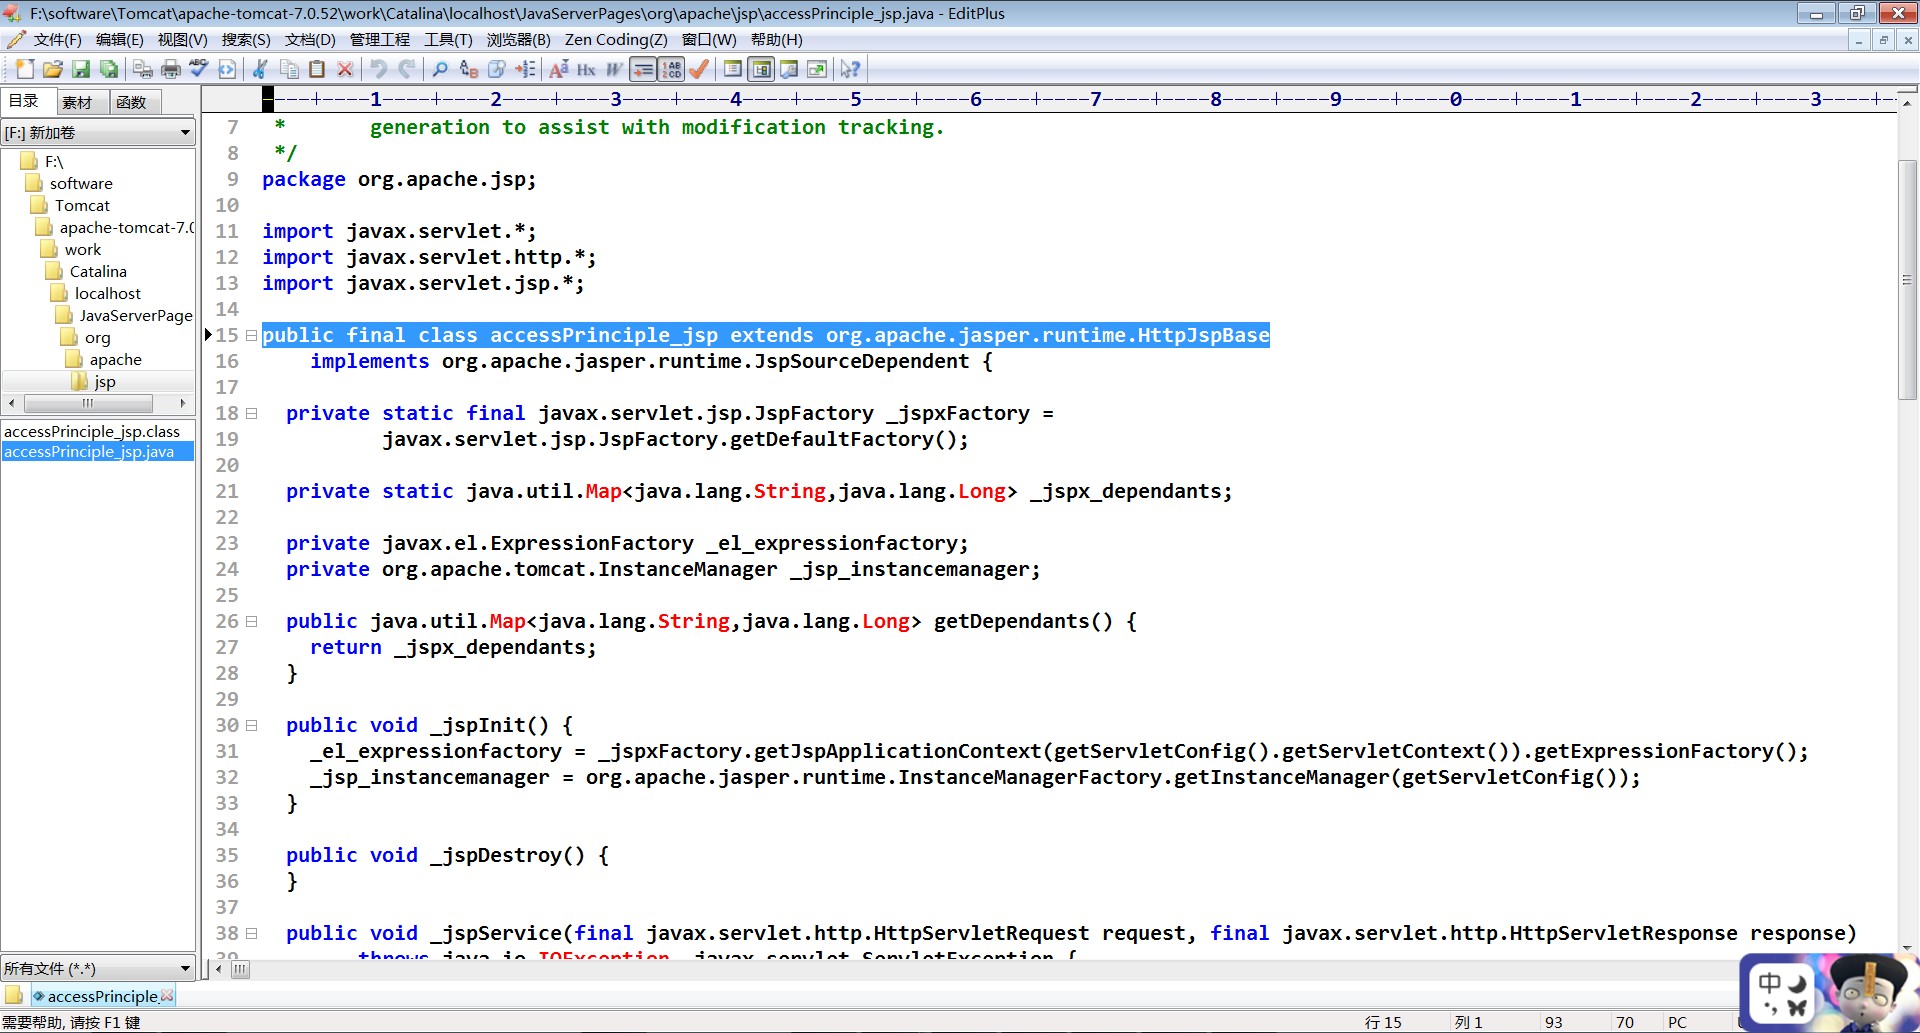 F:\software\Tomcat\apache-tomcat-7.0.52\work\Catalina\localhost\JavaServerPages\org\apache\jsp\accessPrinciple_jsp.java - EditPlus
文件(F) 编辑(E) 视图(V) 搜索(S) 文档(D) 管理工程 工具(T) 浏览器(B) Zen Coding(Z) 窗口(W) 帮助(H)
目录 素材 函数
[F:] 新加卷
F:\
software
Tomcat
apache-tomcat-7.0
work
Catalina
localhost
JavaServerPage
org
apache
jsp
accessPrinciple_jsp.class
accessPrinciple_jsp.java
所有文件 (*.*)
----+----1----+----2----+----3----+----4----+----5----+----6----+----7----+----8----+----9----+----0----+----1----+----2----+----3----+-
7  *       generation to assist with modification tracking.
8  */
9 package org.apache.jsp;
10
11 import javax.servlet.*;
12 import javax.servlet.http.*;
13 import javax.servlet.jsp.*;
14
15 public final class accessPrinciple_jsp extends org.apache.jasper.runtime.HttpJspBase
16     implements org.apache.jasper.runtime.JspSourceDependent {
17
18   private static final javax.servlet.jsp.JspFactory _jspxFactory =
19           javax.servlet.jsp.JspFactory.getDefaultFactory();
20
21   private static java.util.Map<java.lang.String,java.lang.Long> _jspx_dependants;
22
23   private javax.el.ExpressionFactory _el_expressionfactory;
24   private org.apache.tomcat.InstanceManager _jsp_instancemanager;
25
26   public java.util.Map<java.lang.String,java.lang.Long> getDependants() {
27     return _jspx_dependants;
28   }
29
30   public void _jspInit() {
31     _el_expressionfactory = _jspxFactory.getJspApplicationContext(getServletConfig().getServletContext()).getExpressionFactory();
32     _jsp_instancemanager = org.apache.jasper.runtime.InstanceManagerFactory.getInstanceManager(getServletConfig());
33   }
34
35   public void _jspDestroy() {
36   }
37
38   public void _jspService(final javax.servlet.http.HttpServletRequest request, final javax.servlet.http.HttpServletResponse response)
39         throws java.io.IOException, javax.servlet.ServletException {
accessPrinciple
需要帮助, 请按 F1 键 行 15 列 1 93 70 PC
中